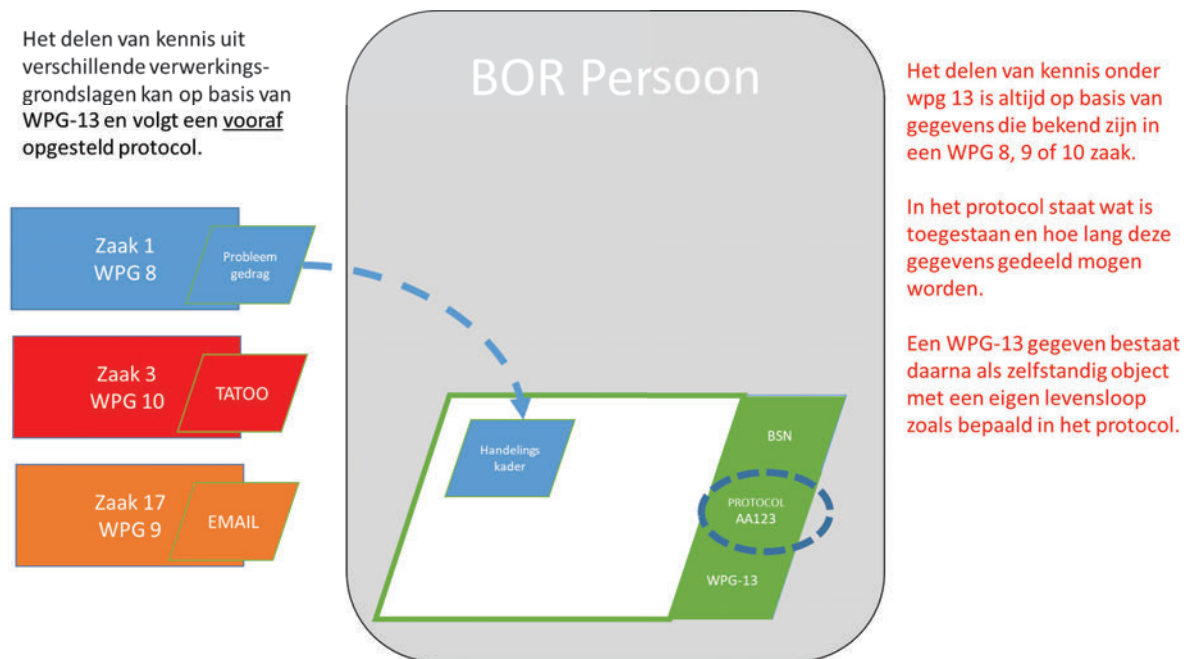 Het delen van kennis uit
verschillende verwerkings-
grondslagen kan op basis van
WPG-13 en volgt een vooraf
opgesteld protocol.
Zaak 1
WPG 8
Probleem
gedrag
Zaak 3
WPG 10
TATOO
Zaak 17
WPG 9
EMAIL
BOR Persoon
Handelings
kader
BSN
PROTOCOL
AA123
WPG-13
Het delen van kennis onder
wpg 13 is altijd op basis van
gegevens die bekend zijn in
een WPG 8, 9 of 10 zaak.
In het protocol staat wat is
toegestaan en hoe lang deze
gegevens gedeeld mogen
worden.
Een WPG-13 gegeven bestaat
daarna als zelfstandig object
met een eigen levensloop
zoals bepaald in het protocol.